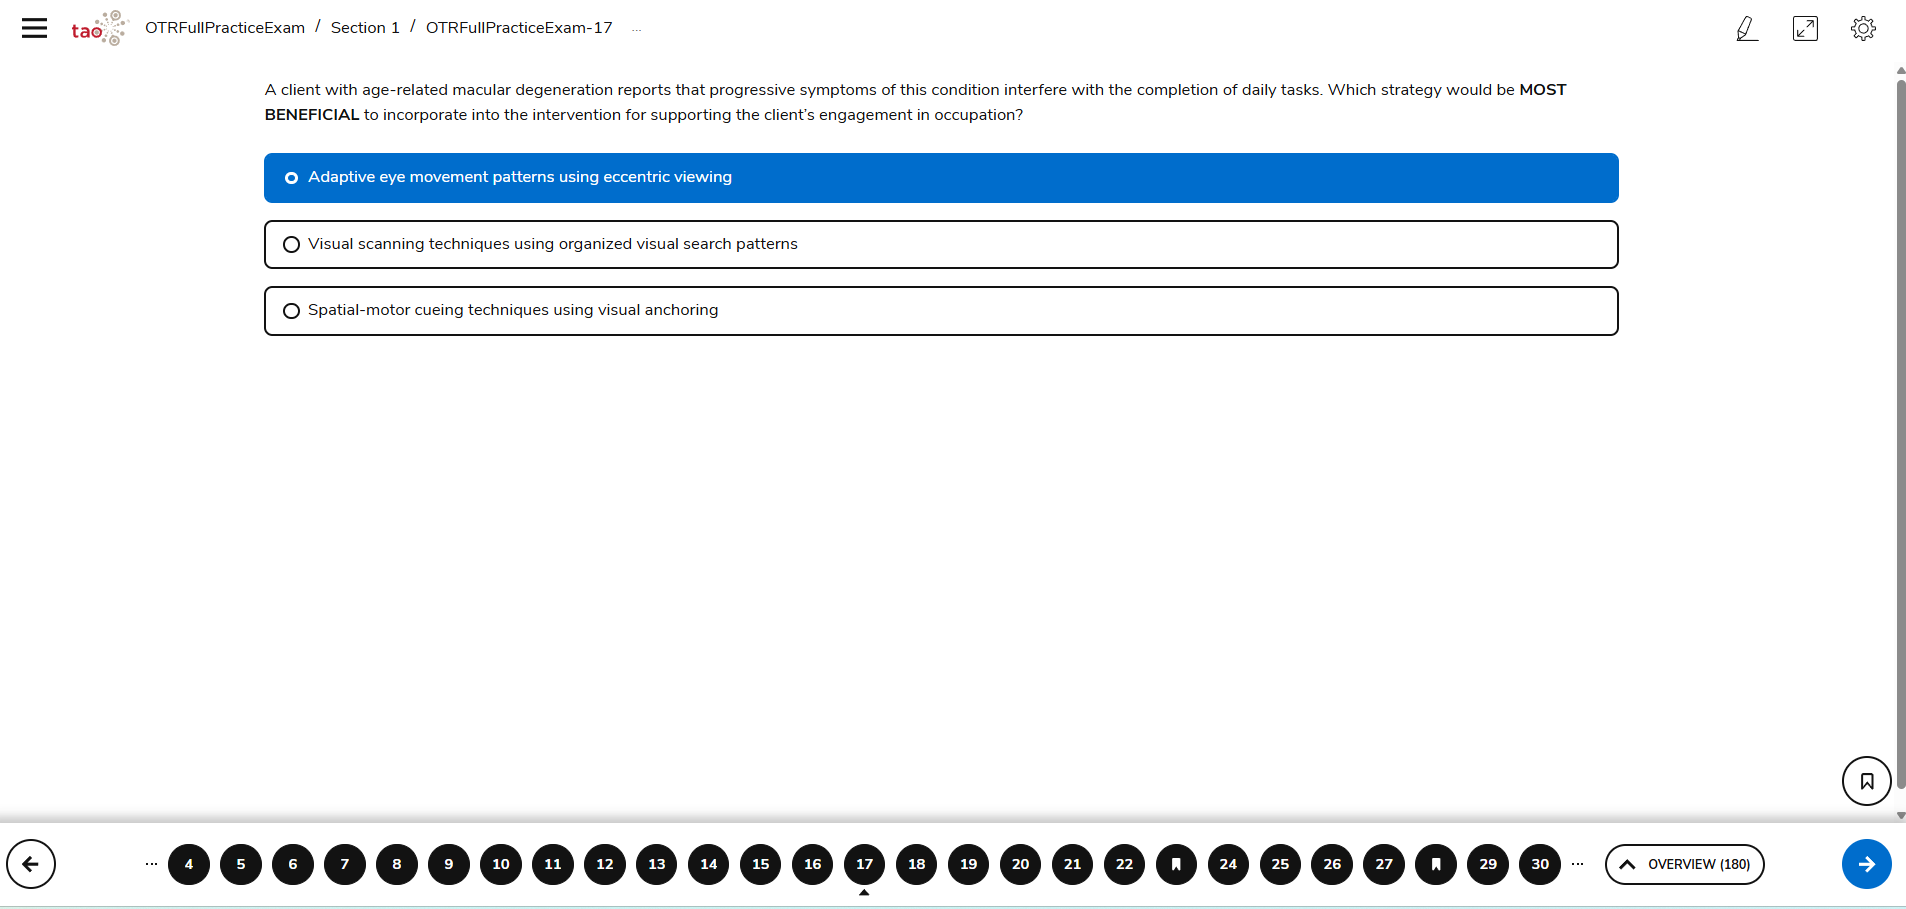 tao
OTRFullPracticeExam / Section 1 / OTRFullPracticeExam-17 ...
A client with age-related macular degeneration reports that progressive symptoms of this condition interfere with the completion of daily tasks. Which strategy would be MOST
BENEFICIAL to incorporate into the intervention for supporting the client’s engagement in occupation?
Adaptive eye movement patterns using eccentric viewing
Visual scanning techniques using organized visual search patterns
Spatial-motor cueing techniques using visual anchoring
... 4 5 6 7 8 9 10 11 12 13 14 15 16 17 18 19 20 21 22 24 25 26 27 29 30 ... OVERVIEW (180)